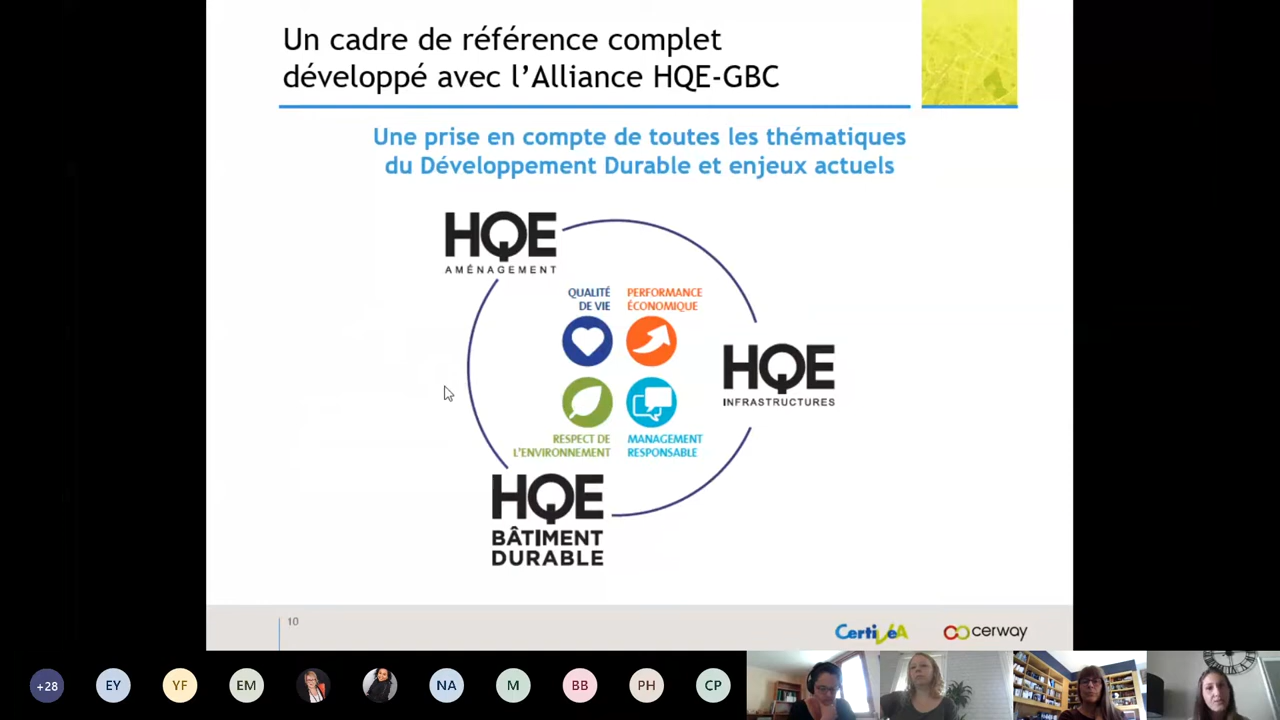 Un cadre de référence complet
développé avec l'Alliance HQE-GBC
Une prise en compte de toutes les thématiques
du Développement Durable et enjeux actuels
HQE
AMÉNAGEMENT
QUALITÉ
DE VIE
PERFORMANCE
ÉCONOMIQUE
HQE
INFRASTRUCTURES
RESPECT DE
L'ENVIRONNEMENT
MANAGEMENT
RESPONSABLE
HQE
BÂTIMENT
DURABLE
10
CertiVéA
cerway
+28
EY
YF
EM
NA
M
BB
PH
CP